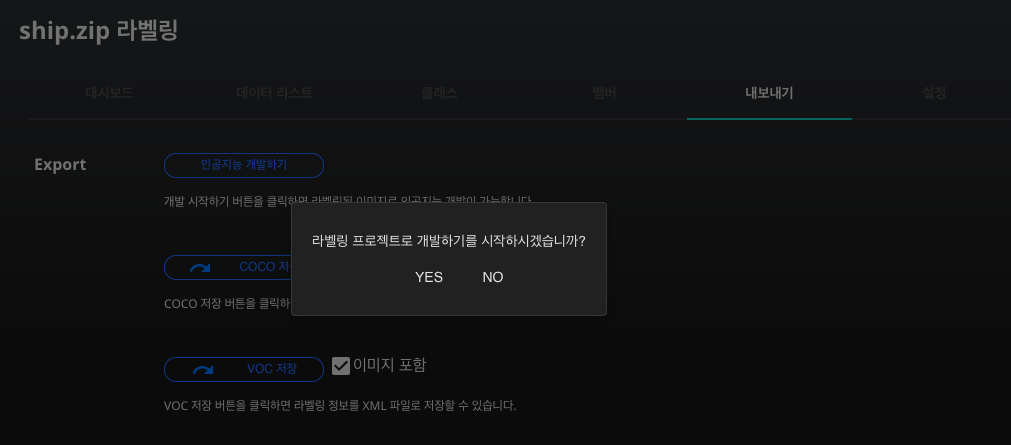 ship.zip 라벨링
대시보드 데이터 리스트 클래스 멤버 내보내기 설정
Export 인공지능 개발하기
개발 시작하기 버튼을 클릭하면 라벨링된 이미지로 인공지능 개발이 가능합니다.
라벨링 프로젝트로 개발하기를 시작하시겠습니까?
YES NO
COCO 저
COCO 저장 버튼을 클릭하
VOC 저장 이미지 포함
VOC 저장 버튼을 클릭하면 라벨링 정보를 XML 파일로 저장할 수 있습니다.